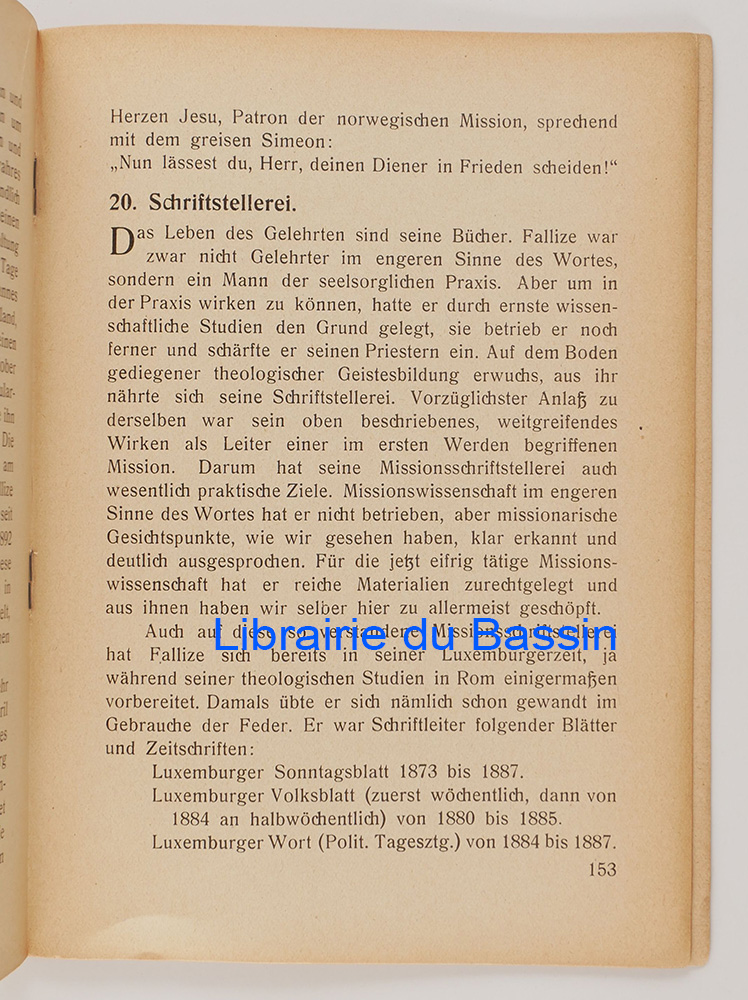 Herzen Jesu, Patron der norwegischen Mission, sprechend
mit dem greisen Simeon:
„Nun lässest du, Herr, deinen Diener in Frieden scheiden!“
20. Schriftstellerei.
Das Leben des Gelehrten sind seine Bücher. Fallize war
zwar nicht Gelehrter im engeren Sinne des Wortes,
sondern ein Mann der seelsorglichen Praxis. Aber um in
der Praxis wirken zu können, hatte er durch ernste wissen-
schaftliche Studien den Grund gelegt, sie betrieb er noch
ferner und schärfte er seinen Priestern ein. Auf dem Boden
gediegener theologischer Geistesbildung erwuchs, aus ihr
nährte sich seine Schriftstellerei. Vorzüglichster Anlaß zu
derselben war sein oben beschriebenes, weitgreifendes
Wirken als Leiter einer im ersten Werden begriffenen
Mission. Darum hat seine Missionsschriftstellerei auch
wesentlich praktische Ziele. Missionswissenschaft im engeren
Sinne des Wortes hat er nicht betrieben, aber missionarische
Gesichtspunkte, wie wir gesehen haben, klar erkannt und
deutlich ausgesprochen. Für die jetzt eifrig tätige Missions-
wissenschaft hat er reiche Materialien zurechtgelegt und
aus ihnen haben wir selber hier zu allermeist geschöpft.
Auch auf diese so verstandene Missionsschriftstellerei
Librairie du Bassin
hat Fallize sich bereits in seiner Luxemburgerzeit, ja
während seiner theologischen Studien in Rom einigermaßen
vorbereitet. Damals übte er sich nämlich schon gewandt im
Gebrauche der Feder. Er war Schriftleiter folgender Blätter
und Zeitschriften:
Luxemburger Sonntagsblatt 1873 bis 1887.
Luxemburger Volksblatt (zuerst wöchentlich, dann von
1884 an halbwöchentlich) von 1880 bis 1885.
Luxemburger Wort (Polit. Tagesztg.) von 1884 bis 1887.
153